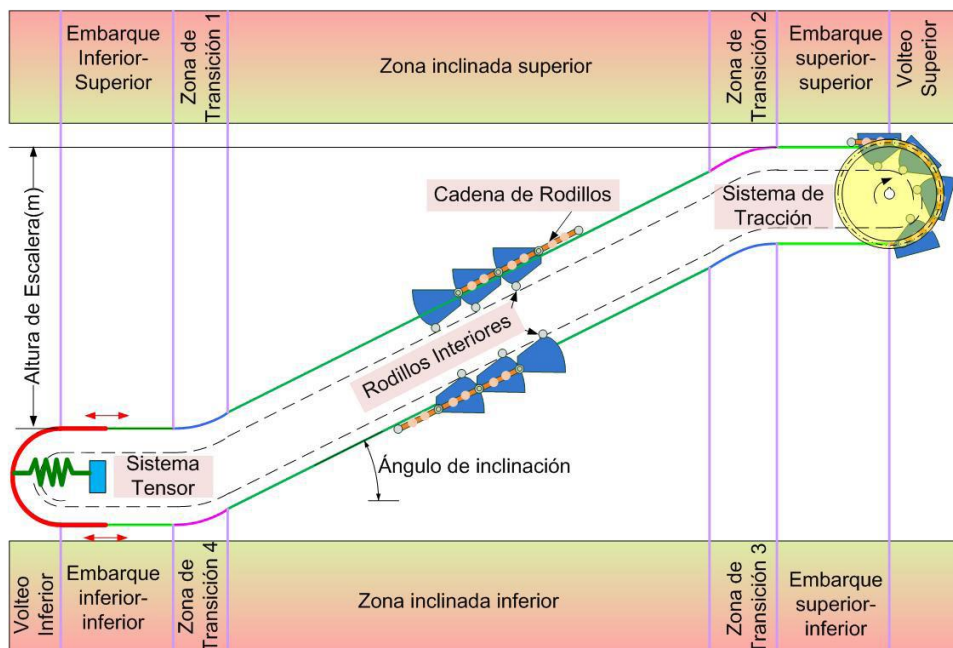 Embarque
Inferior-
Superior
Zona de
Transición 1
Zona inclinada superior
Zona de
Transición 2
Embarque
superior-
superior
Volteo
Superior
Altura de Escalera(m)
Cadena de Rodillos
Sistema de
Tracción
Rodillos Interiores
Sistema
Tensor
Ángulo de inclinación
Volteo
Inferior
Embarque
inferior-
inferior
Zona de
Transición 4
Zona inclinada inferior
Zona de
Transición 3
Embarque
superior-
inferior